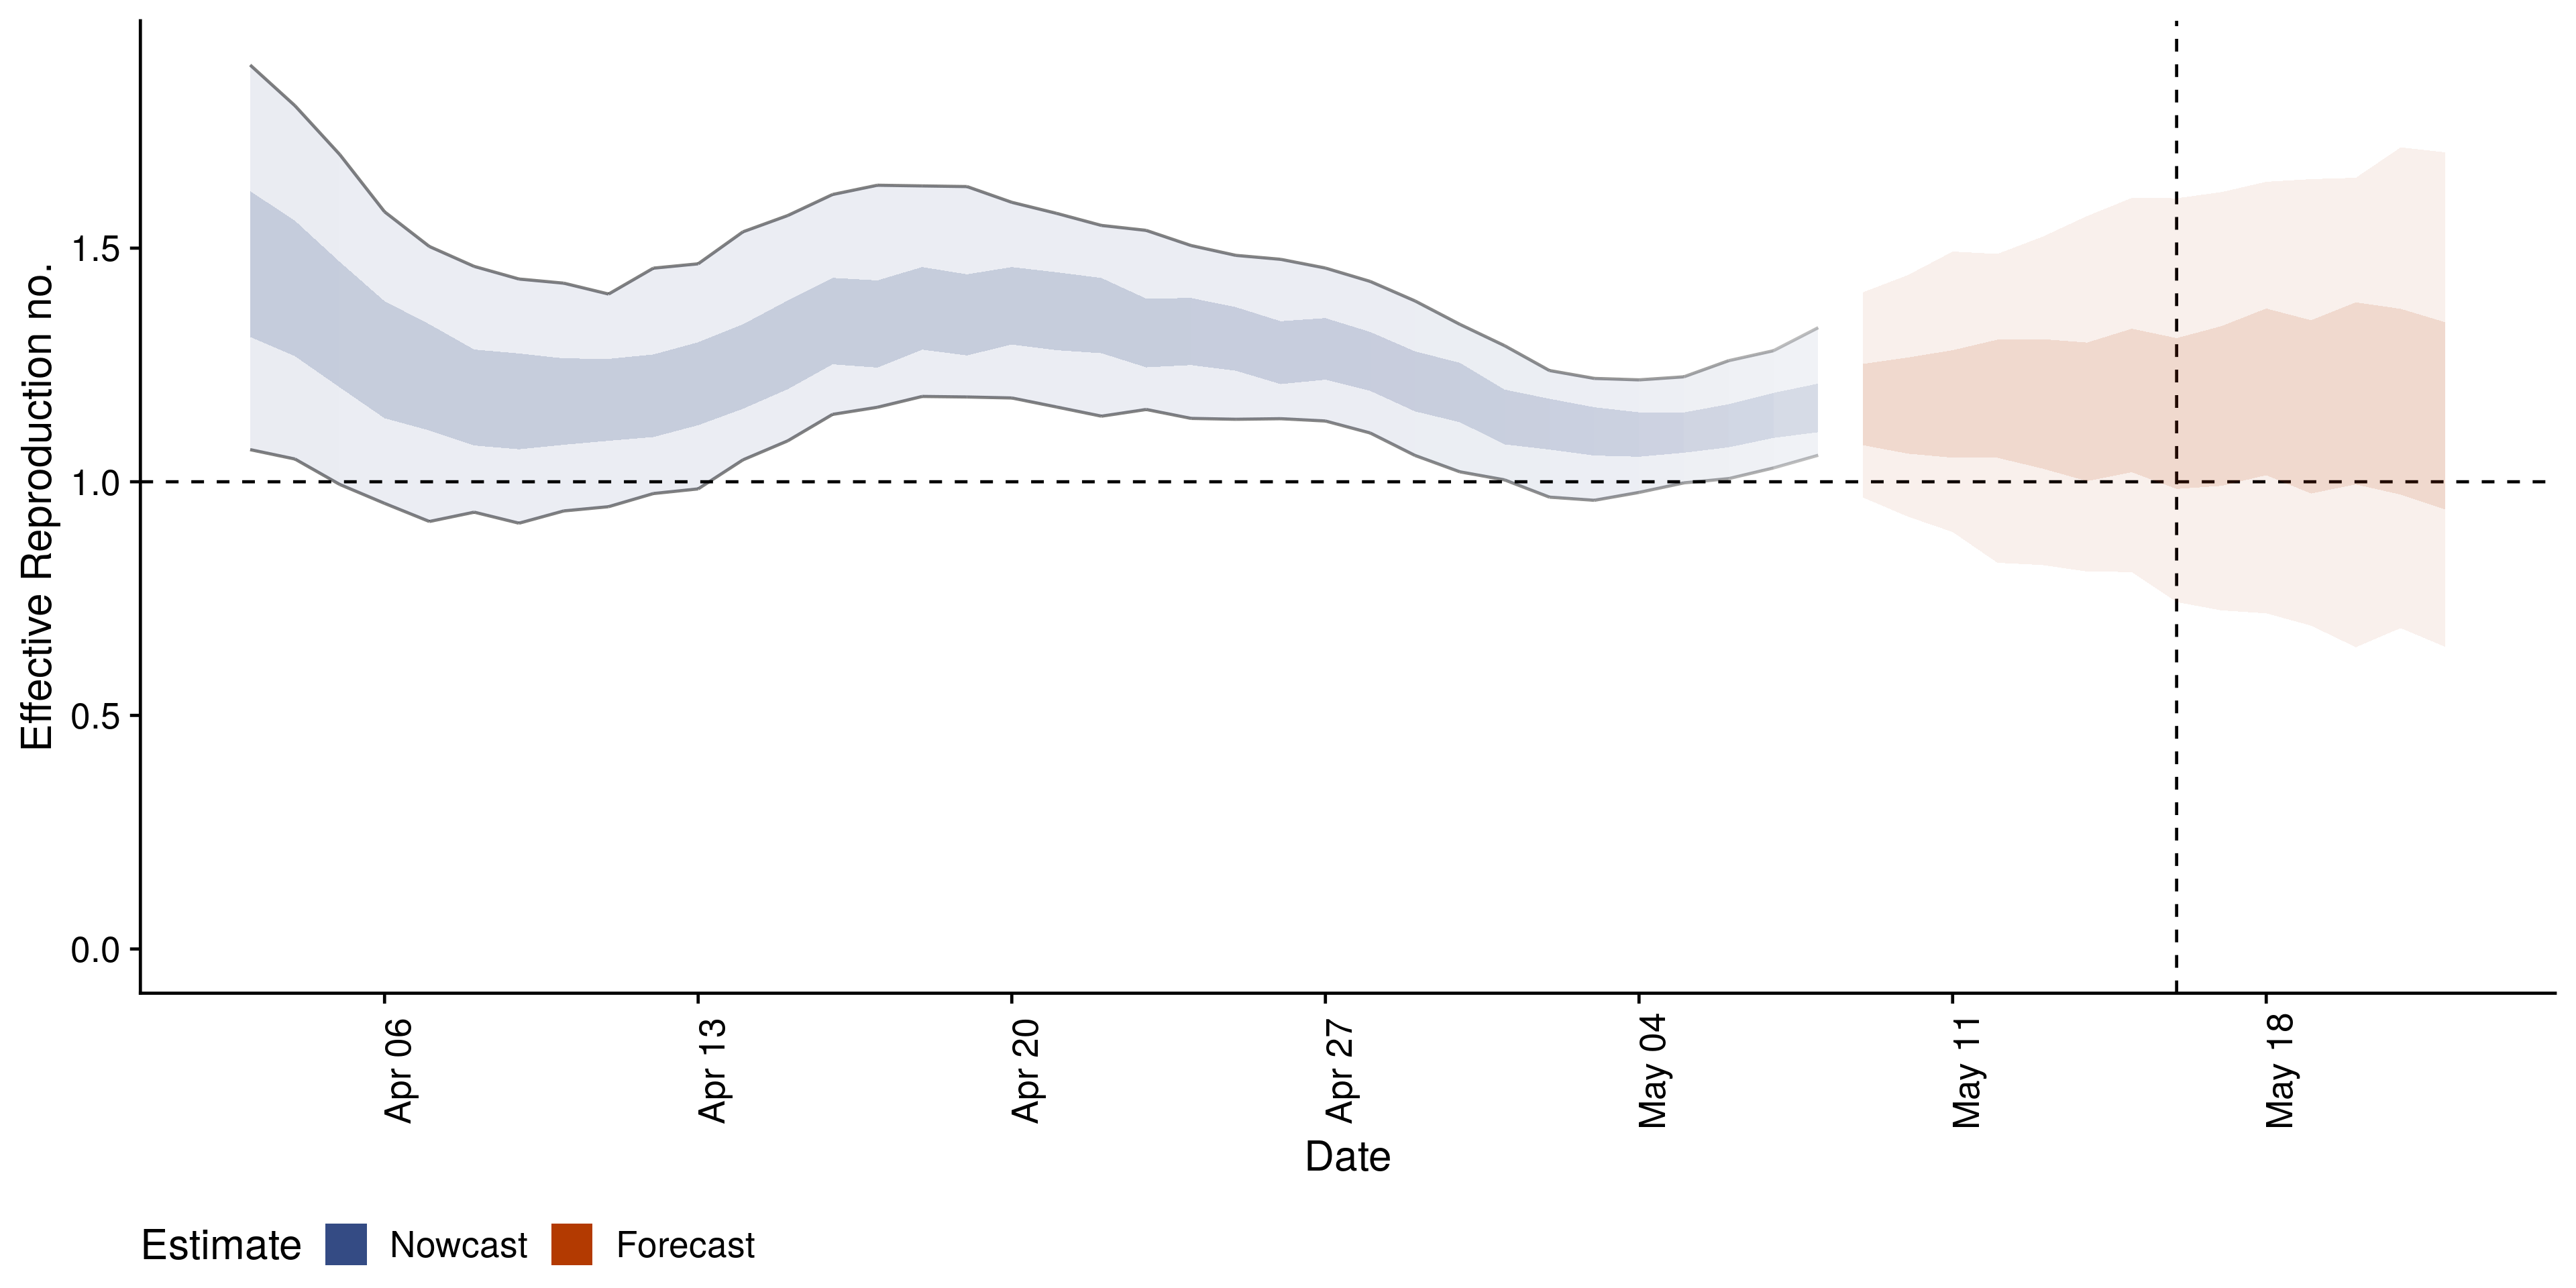 Effective Reproduction no.
1.5
1.0
0.5
0.0
Apr 06
Apr 13
Apr 20
Apr 27
May 04
May 11
May 18
Date
Estimate Nowcast Forecast